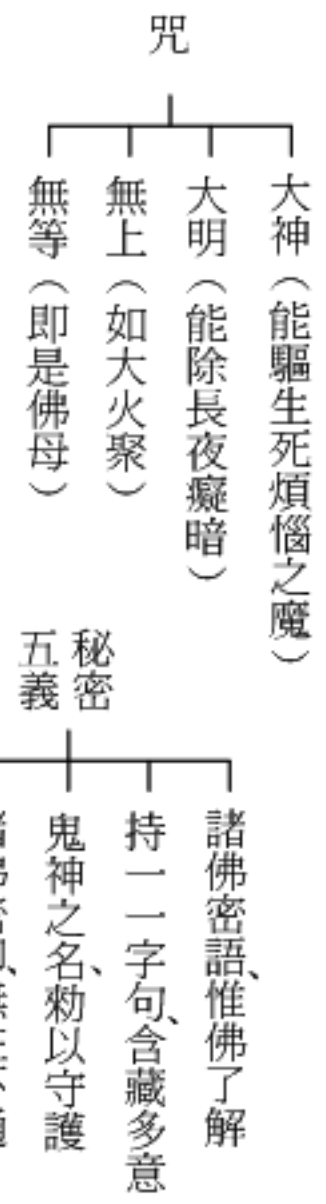 咒
大神（能驅生死煩惱之魔）
大明（能除長夜癡暗）
無上（如大火聚）
無等（即是佛母）
秘密
五義
諸佛密語、惟佛了解
持一一字句、含藏多意
鬼神之名、勑以守護